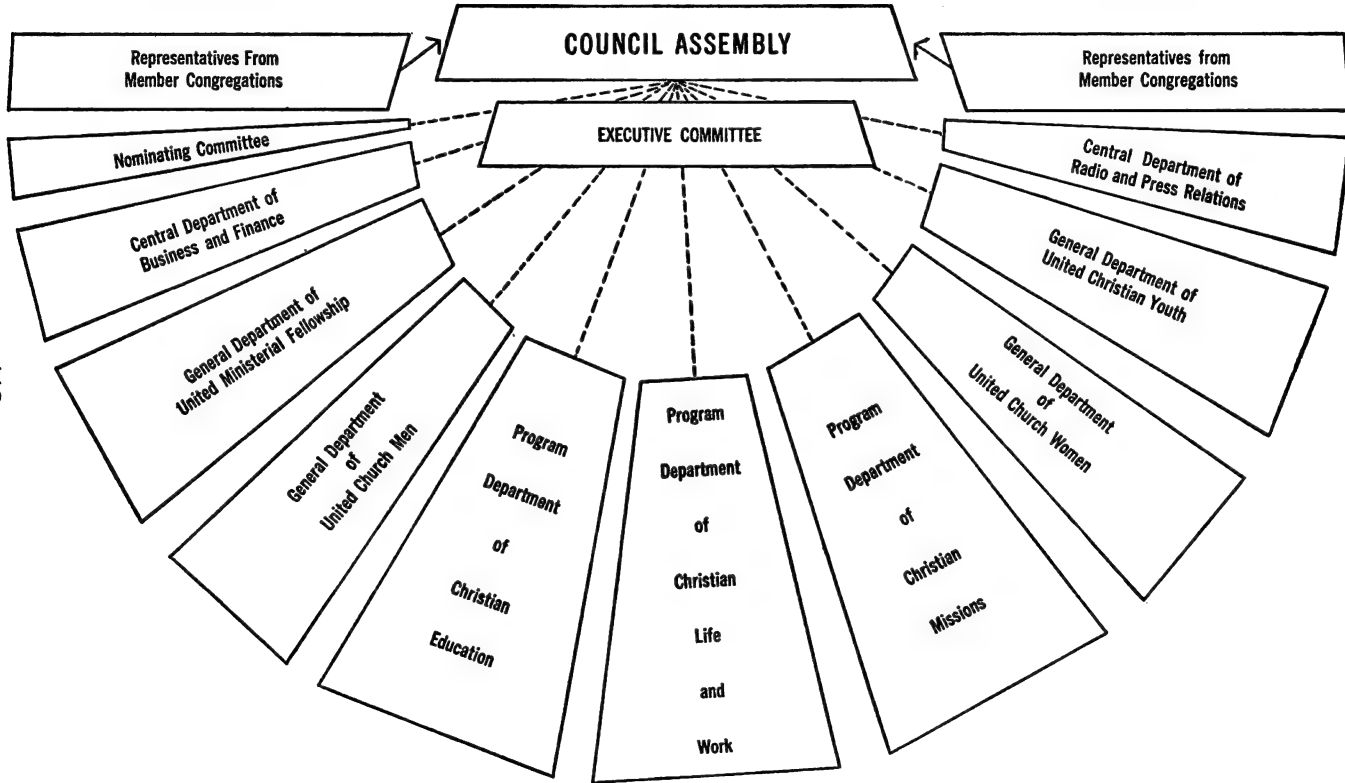 COUNCIL ASSEMBLY
Representatives From
Member Congregations
Representatives from
Member Congregations
EXECUTIVE COMMITTEE
Nominating Committee
Central Department of
Business and Finance
General Department of
United Ministerial Fellowship
General Department
of
United Church Men
Program
Department
of
Christian
Education
Program
Department
of
Christian
Life
and
Work
Program
Department
of
Christian
Missions
General Department
of
United Church Women
General Department of
United Christian Youth
Central Department of
Radio and Press Relations